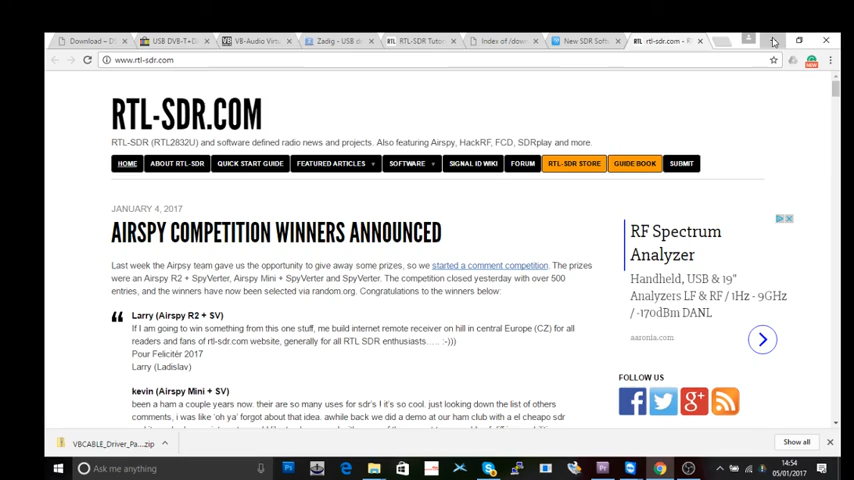 Download – D
USB DVB-T+D
VB-Audio Virtu
Zadig - USB d
RTL-SDR Tutor
Index of /dow
New SDR Soft
rtl-sdr.com – R
www.rtl-sdr.com
NEW
RTL-SDR.COM
RTL-SDR (RTL2832U) and software defined radio news and projects. Also featuring Airspy, HackRF, FCD, SDRplay and more.
HOME ABOUT RTL-SDR QUICK START GUIDE FEATURED ARTICLES SOFTWARE SIGNAL ID WIKI FORUM RTL-SDR STORE GUIDE BOOK SUBMIT
JANUARY 4, 2017
AIRSPY COMPETITION WINNERS ANNOUNCED
Last week the Airpsy team gave us the opportunity to give away some prizes, so we started a comment competition. The prizes
were an Airspy R2 + SpyVerter, Airspy Mini + SpyVerter and SpyVerter. The competition closed yesterday with over 500
entries, and the winners have now been selected via random.org. Congratulations to the winners below:
Larry (Airspy R2 + SV)
If I am going to win something from this one stuff, me build internet remote receiver on hill in central Europe (CZ) for all
readers and fans of rtl-sdr.com website, generally for all RTL SDR enthusiasts….. :-)))
Pour Felicitér 2017
Larry (Ladislav)
kevin (Airspy Mini + SV)
been a ham a couple years now. their are so many uses for sdr's ! it's so cool. just looking down the list of others
comments, i was like 'oh ya' forgot about that idea. awhile back we did a demo at our ham club with a el cheapo sdr
RF Spectrum
Analyzer
Handheld, USB & 19"
Analyzers LF & RF / 1Hz - 9GHz
/ -170dBm DANL
aaronia.com
FOLLOW US
VBCABLE_Driver_Pa....zip
Show all
Ask me anything
14:54
05/01/2017